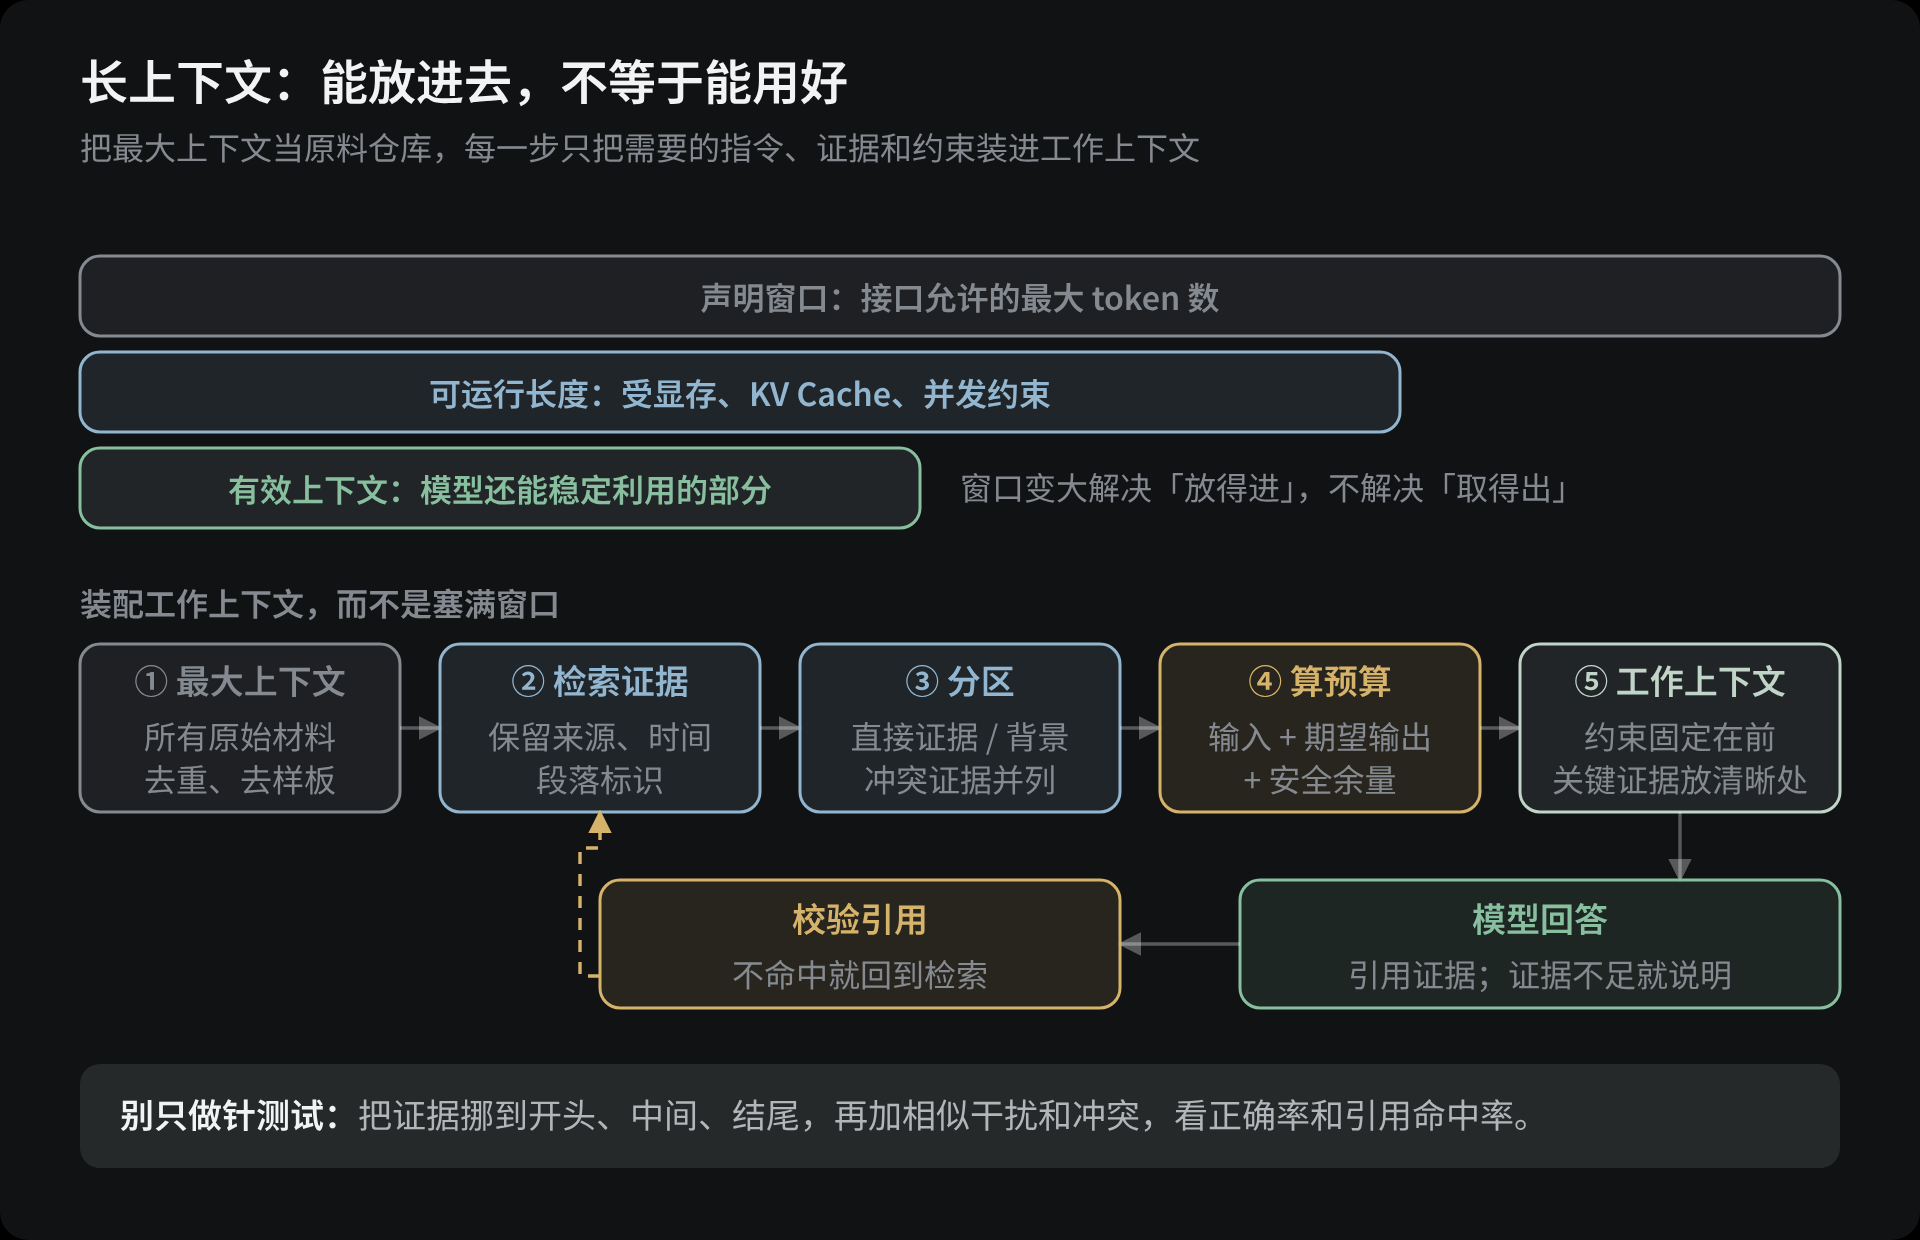 长上下文：能放进去，不等于能用好
把最大上下文当原料仓库，每一步只把需要的指令、证据和约束装进工作上下文
声明窗口：接口允许的最大 token 数
可运行长度：受显存、KV Cache、并发约束
有效上下文：模型还能稳定利用的部分
窗口变大解决「放得进」，不解决「取得出」
装配工作上下文，而不是塞满窗口
① 最大上下文
所有原始材料
去重、去样板
② 检索证据
保留来源、时间
段落标识
③ 分区
直接证据 / 背景
冲突证据并列
④ 算预算
输入 + 期望输出
+ 安全余量
⑤ 工作上下文
约束固定在前
关键证据放清晰处
校验引用
不命中就回到检索
模型回答
引用证据；证据不足就说明
别只做针测试：把证据挪到开头、中间、结尾，再加相似干扰和冲突，看正确率和引用命中率。